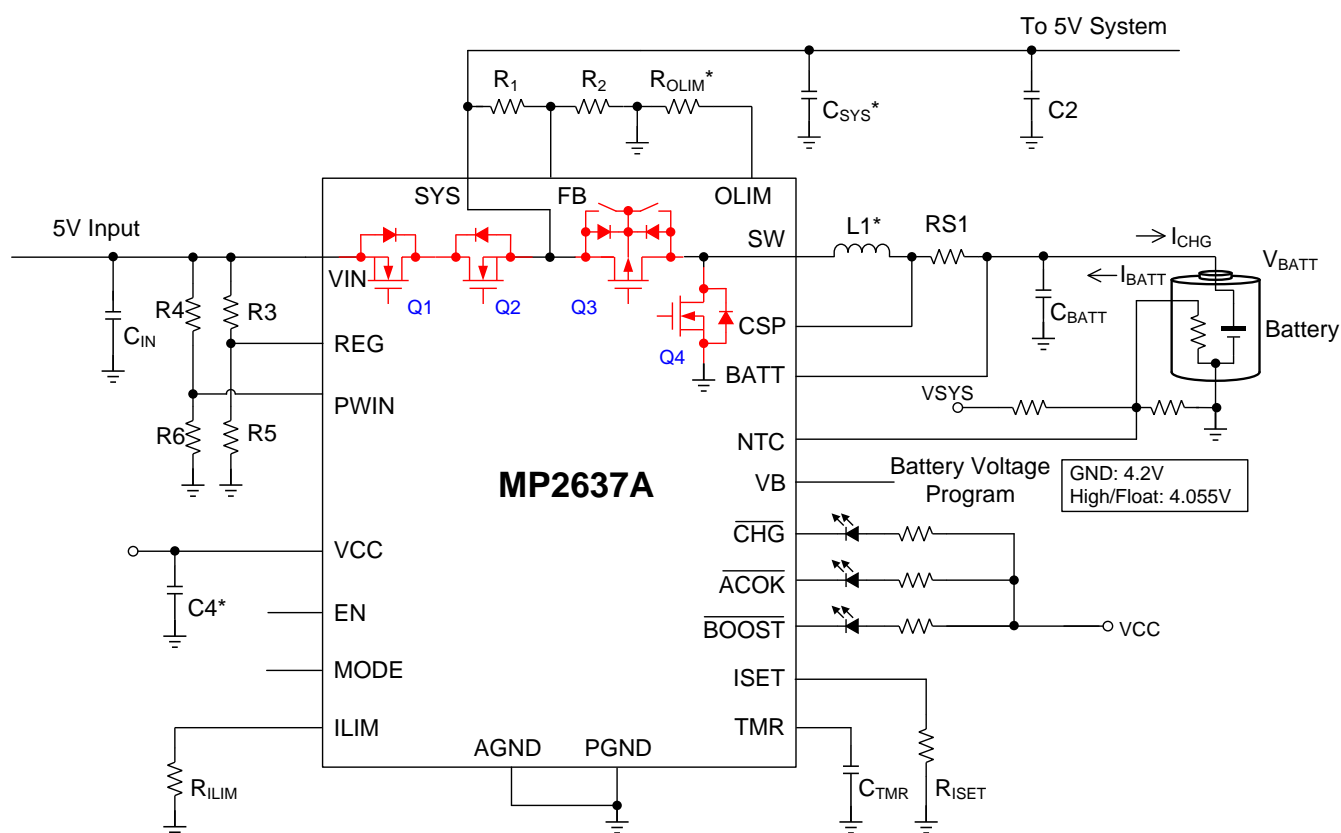 To 5V System
R1
R2
ROLIM*
CSYS*
C2
SYS
FB
OLIM
5V Input
L1*
RS1
SW
ICHG
IBATT
VBATT
VIN
Q1
Q2
Q3
R4
R3
CIN
CSP
CBATT
Battery
Q4
REG
BATT
PWIN
VSYS
R6
R5
NTC
MP2637A
VB
Battery Voltage
Program
GND: 4.2V
High/Float: 4.055V
CHG
VCC
ACOK
C4*
EN
BOOST
VCC
MODE
ISET
ILIM
TMR
AGND
PGND
RILIM
CTMR
RISET